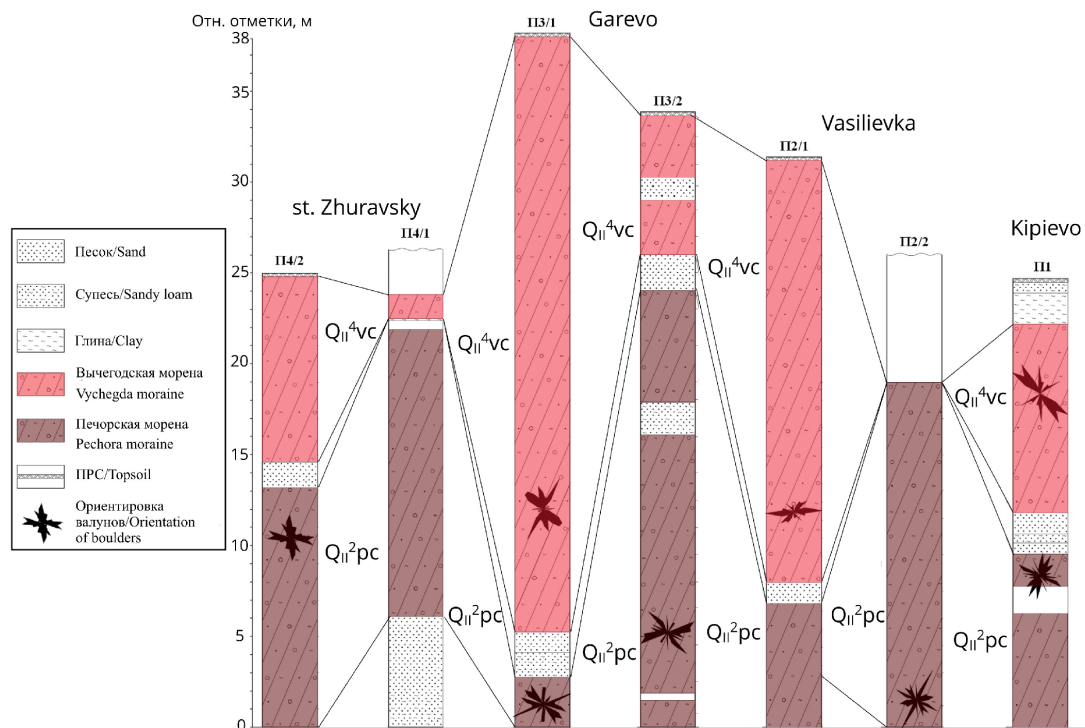 Отн. отметки, м
38
35
30
25
20
15
10
5
0
st. Zhuravsky
Garevo
Vasilievka
Kipievo
П4/2
П4/1
П3/1
П3/2
П2/1
П2/2
П1
QII4vc
QII4vc
QII4vc
QII4vc
QII4vc
QII2pc
QII2pc
QII2pc
QII2pc
QII2pc
QII2pc
Песок/Sand
Супесь/Sandy loam
Глина/Clay
Вычегодская морена
Vychegda moraine
Печорская морена
Pechora moraine
ПРС/Topsoil
Ориентировка
валунов/Orientation
of boulders